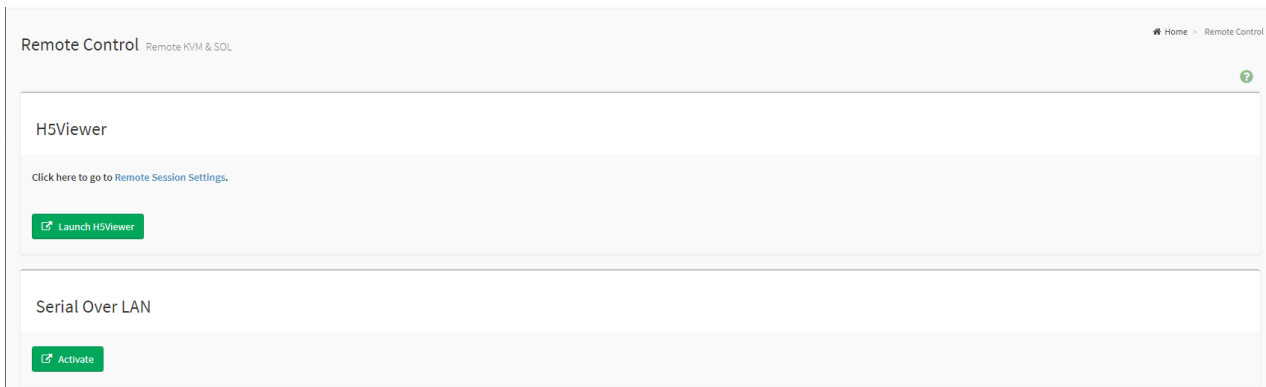 Remote Control Remote KVM & SOL
Home > Remote Control
H5Viewer
Click here to go to Remote Session Settings.
Launch H5Viewer
Serial Over LAN
Activate